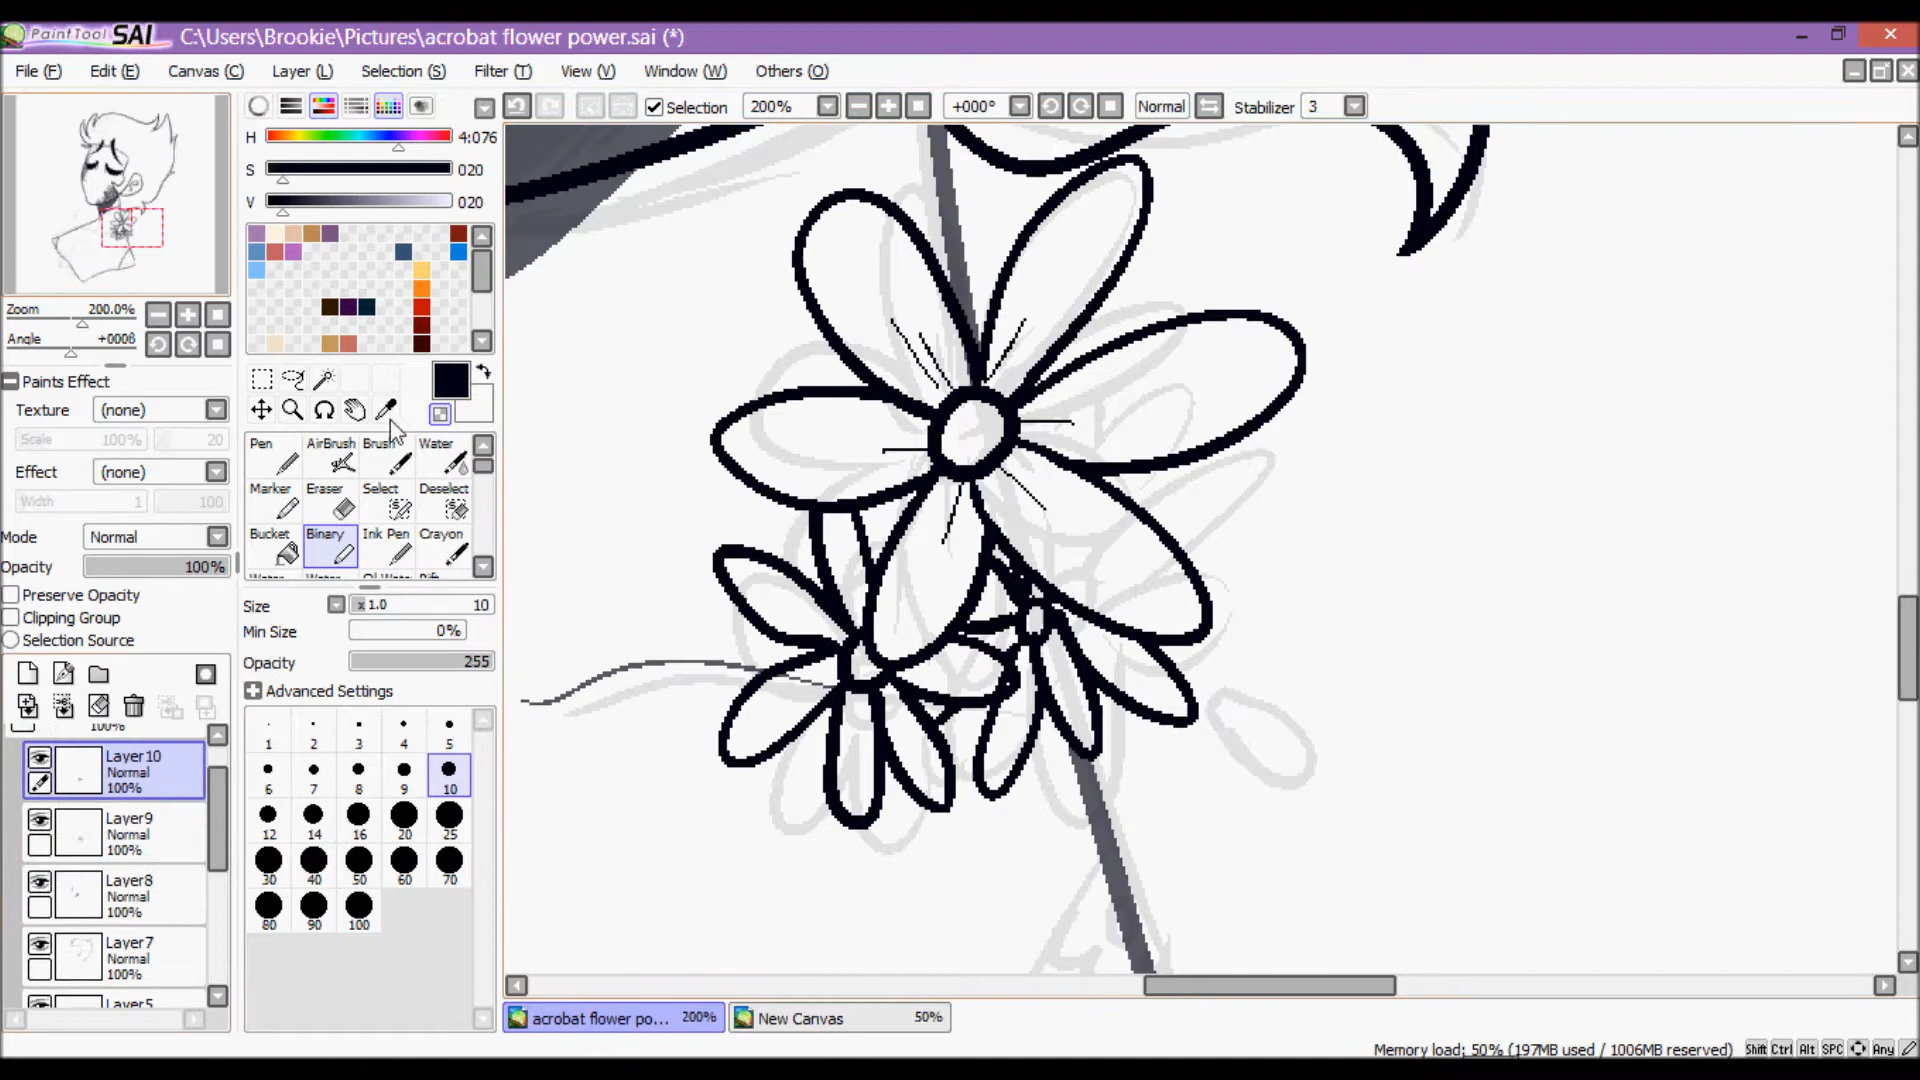 PaintTool SAI C:\Users\Brookie\Pictures\acrobat flower power.sai (*)
File (F) Edit (E) Canvas (C) Layer (L) Selection (S) Filter (T) View (V) Window (W) Others (O)
Selection 200% +000° Normal Stabilizer 3
H 4:076
S 020
V 020
Zoom 200.0%
Angle +000ß
Paints Effect
Texture (none)
Scale 100% 20
Effect (none)
Width 1 100
Mode Normal
Opacity 100%
Preserve Opacity
Clipping Group
Selection Source
100%
Layer10
Normal
100%
Layer9
Normal
100%
Layer8
Normal
100%
Layer7
Normal
100%
Layer5
Pen AirBrush Brush Water
Marker Eraser Select Deselect
Bucket Binary Ink Pen Crayon
Size x 1.0 10
Min Size 0%
Opacity 255
Advanced Settings
1 2 3 4 5
6 7 8 9 10
12 14 16 20 25
30 40 50 60 70
80 90 100
acrobat flower po... 200% New Canvas 50%
Memory load: 50% (197MB used / 1006MB reserved) Shift Ctrl Alt SPC Any